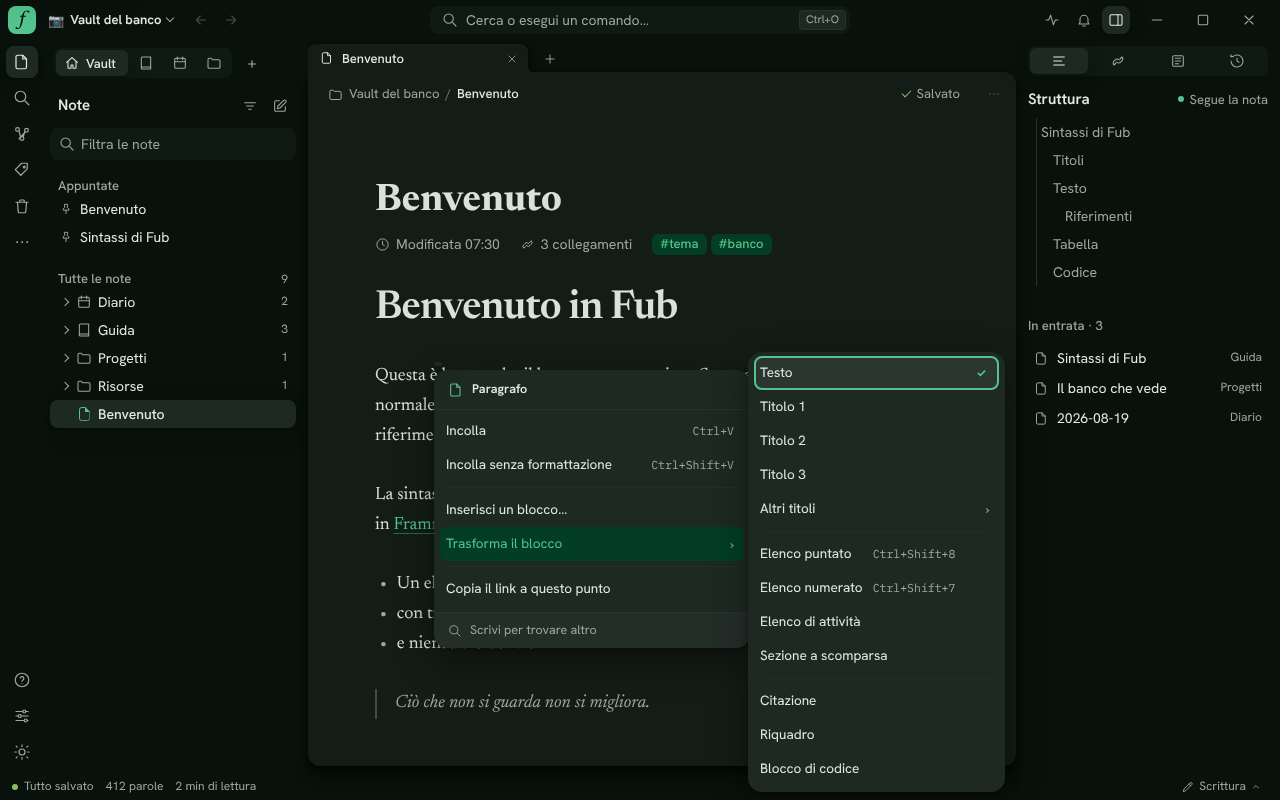 f
Vault del banco
Cerca o esegui un comando…
Ctrl+O
Vault
Note
Filtra le note
Appuntate
Benvenuto
Sintassi di Fub
Tutte le note 9
Diario 2
Guida 3
Progetti 1
Risorse 1
Benvenuto
Benvenuto
Vault del banco / Benvenuto
Salvato
Benvenuto
Modificata 07:30 3 collegamenti #tema #banco
Benvenuto in Fub
Questa è
normale
riferime
La sintas
in Fram
Un el
con t
e nien
Ciò che non si guarda non si migliora.
Paragrafo
Incolla Ctrl+V
Incolla senza formattazione Ctrl+Shift+V
Inserisci un blocco…
Trasforma il blocco
Copia il link a questo punto
Scrivi per trovare altro
Testo
Titolo 1
Titolo 2
Titolo 3
Altri titoli
Elenco puntato Ctrl+Shift+8
Elenco numerato Ctrl+Shift+7
Elenco di attività
Sezione a scomparsa
Citazione
Riquadro
Blocco di codice
Struttura
Segue la nota
Sintassi di Fub
Titoli
Testo
Riferimenti
Tabella
Codice
In entrata · 3
Sintassi di Fub Guida
Il banco che vede Progetti
2026-08-19 Diario
Tutto salvato 412 parole 2 min di lettura
Scrittura